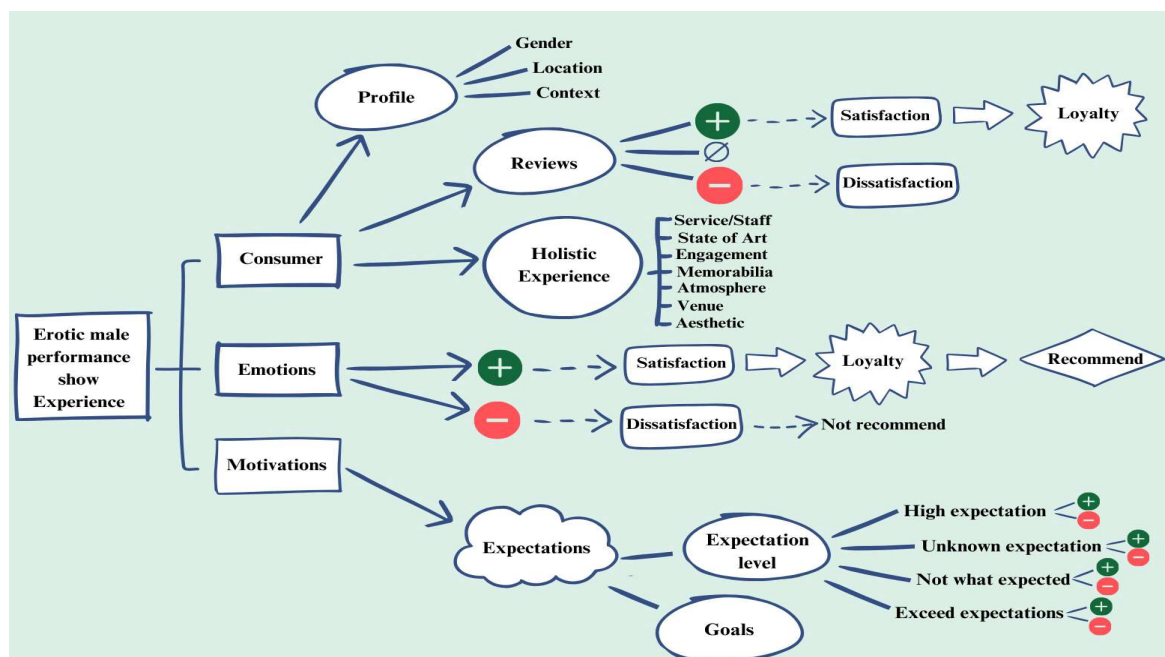 Gender
Location
Context
Profile
Reviews
Satisfaction
Loyalty
Dissatisfaction
Consumer
Holistic
Experience
Service/Staff
State of Art
Engagement
Memorabilia
Atmosphere
Venue
Aesthetic
Erotic male
performance
show
Experience
Emotions
Satisfaction
Loyalty
Recommend
Dissatisfaction
Not recommend
Motivations
Expectations
Expectation
level
High expectation
Unknown expectation
Not what expected
Exceed expectations
Goals